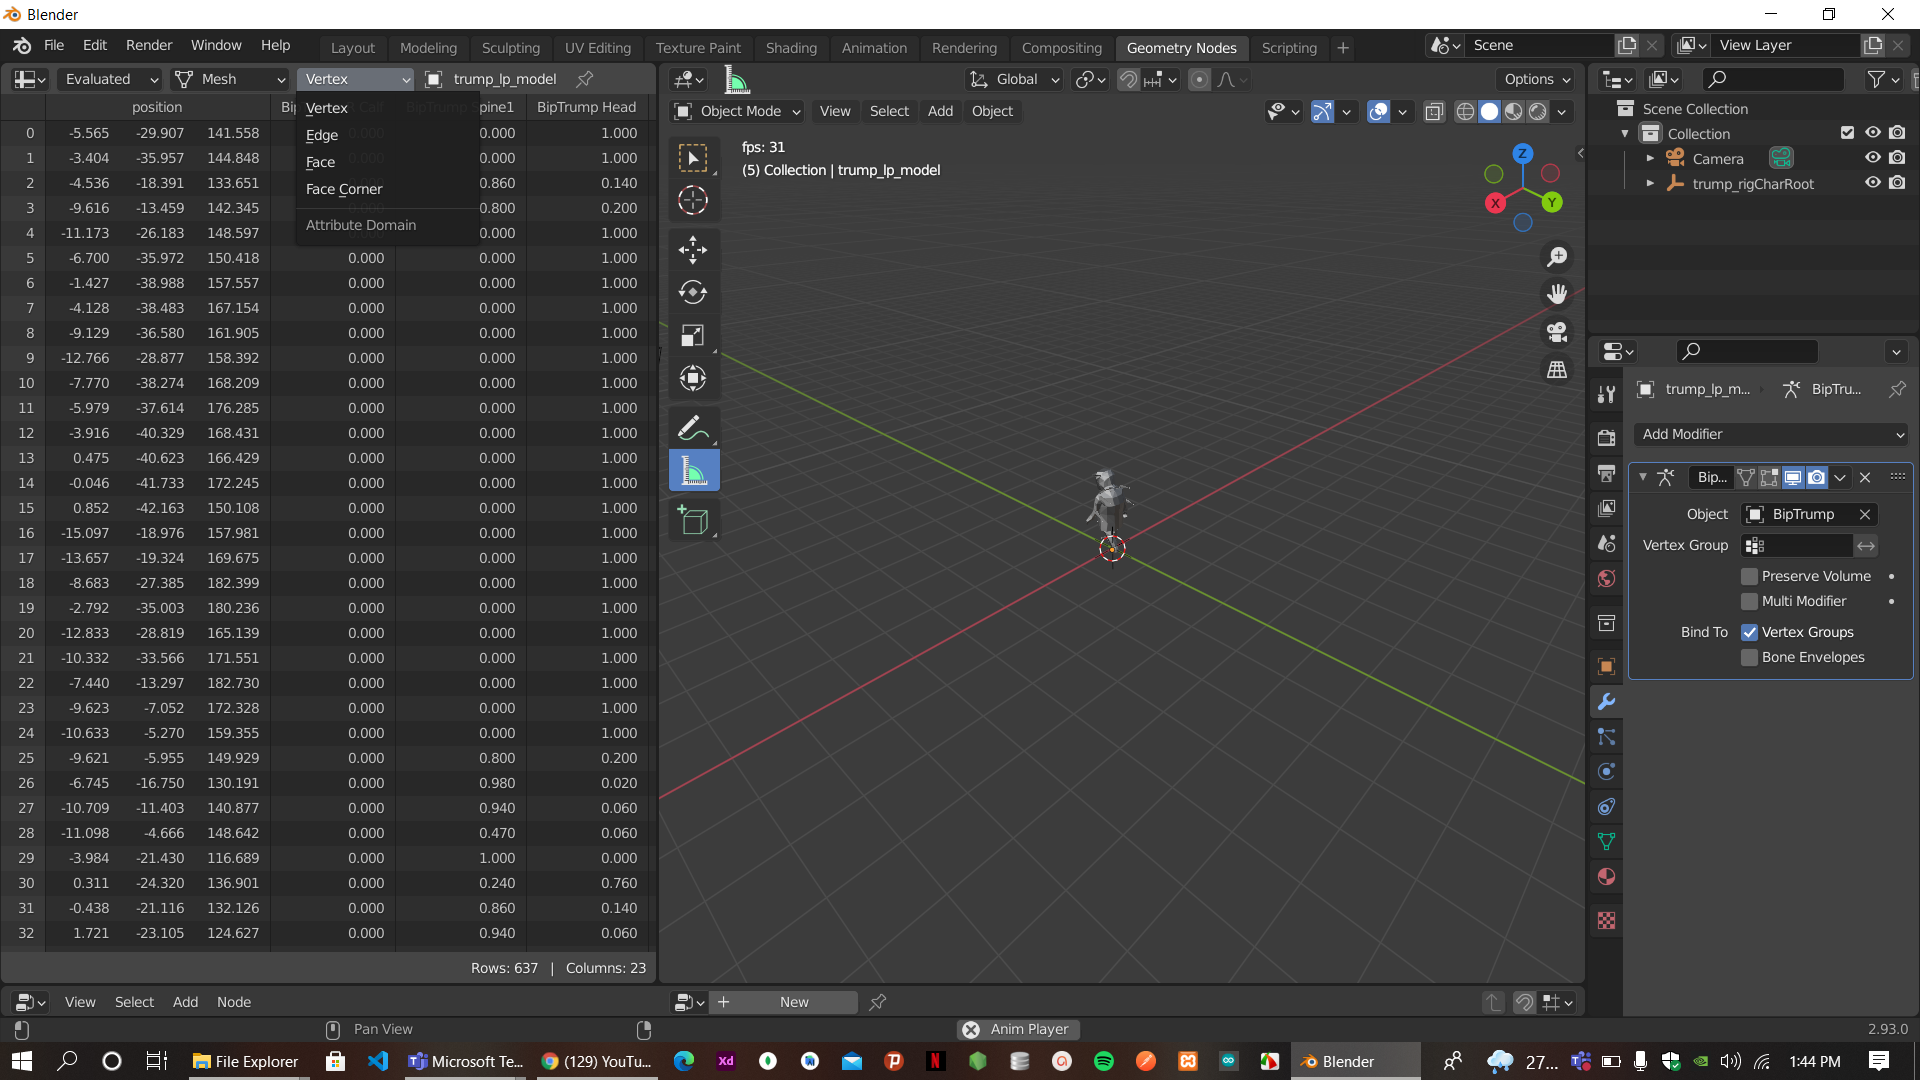 Blender
File Edit Render Window Help Layout Modeling Sculpting UV Editing Texture Paint Shading Animation Rendering Compositing Geometry Nodes Scripting + Scene View Layer
Evaluated Mesh Vertex trump_lp_model
position Bip Calf BipTrump Spine1 BipTrump Head
Vertex
Edge
Face
Face Corner
Attribute Domain
0 -5.565 -29.907 141.558 0.000 0.000 1.000
1 -3.404 -35.957 144.848 0.000 1.000
2 -4.536 -18.391 133.651 0.860 0.140
3 -9.616 -13.459 142.345 0.800 0.200
4 -11.173 -26.183 148.597 0.000 1.000
5 -6.700 -35.972 150.418 0.000 0.000 1.000
6 -1.427 -38.988 157.557 0.000 0.000 1.000
7 -4.128 -38.483 167.154 0.000 0.000 1.000
8 -9.129 -36.580 161.905 0.000 0.000 1.000
9 -12.766 -28.877 158.392 0.000 0.000 1.000
10 -7.770 -38.274 168.209 0.000 0.000 1.000
11 -5.979 -37.614 176.285 0.000 0.000 1.000
12 -3.916 -40.329 168.431 0.000 0.000 1.000
13 0.475 -40.623 166.429 0.000 0.000 1.000
14 -0.046 -41.733 172.245 0.000 0.000 1.000
15 0.852 -42.163 150.108 0.000 0.000 1.000
16 -15.097 -18.976 157.981 0.000 0.000 1.000
17 -13.657 -19.324 169.675 0.000 0.000 1.000
18 -8.683 -27.385 182.399 0.000 0.000 1.000
19 -2.792 -35.003 180.236 0.000 0.000 1.000
20 -12.833 -28.819 165.139 0.000 0.000 1.000
21 -10.332 -33.566 171.551 0.000 0.000 1.000
22 -7.440 -13.297 182.730 0.000 0.000 1.000
23 -9.623 -7.052 172.328 0.000 0.000 1.000
24 -10.633 -5.270 159.355 0.000 0.000 1.000
25 -9.621 -5.955 149.929 0.000 0.800 0.200
26 -6.745 -16.750 130.191 0.000 0.980 0.020
27 -10.709 -11.403 140.877 0.000 0.940 0.060
28 -11.098 -4.666 148.642 0.000 0.470 0.060
29 -3.984 -21.430 116.689 0.000 1.000 0.000
30 0.311 -24.320 136.901 0.000 0.240 0.760
31 -0.438 -21.116 132.126 0.000 0.860 0.140
32 1.721 -23.105 124.627 0.000 0.940 0.060
Rows: 637 | Columns: 23
Global Options
Object Mode View Select Add Object
fps: 31
(5) Collection | trump_lp_model
Z
X
Y
Scene Collection
Collection
Camera
trump_rigCharRoot
trump_lp_m... BipTru...
Add Modifier
Bip...
Object BipTrump
Vertex Group
Preserve Volume
Multi Modifier
Bind To Vertex Groups
Bone Envelopes
View Select Add Node
+ New
Pan View
Anim Player
2.93.0
File Explorer Xd Microsoft Te... (129) YouTu... N Blender 27... 1:44 PM